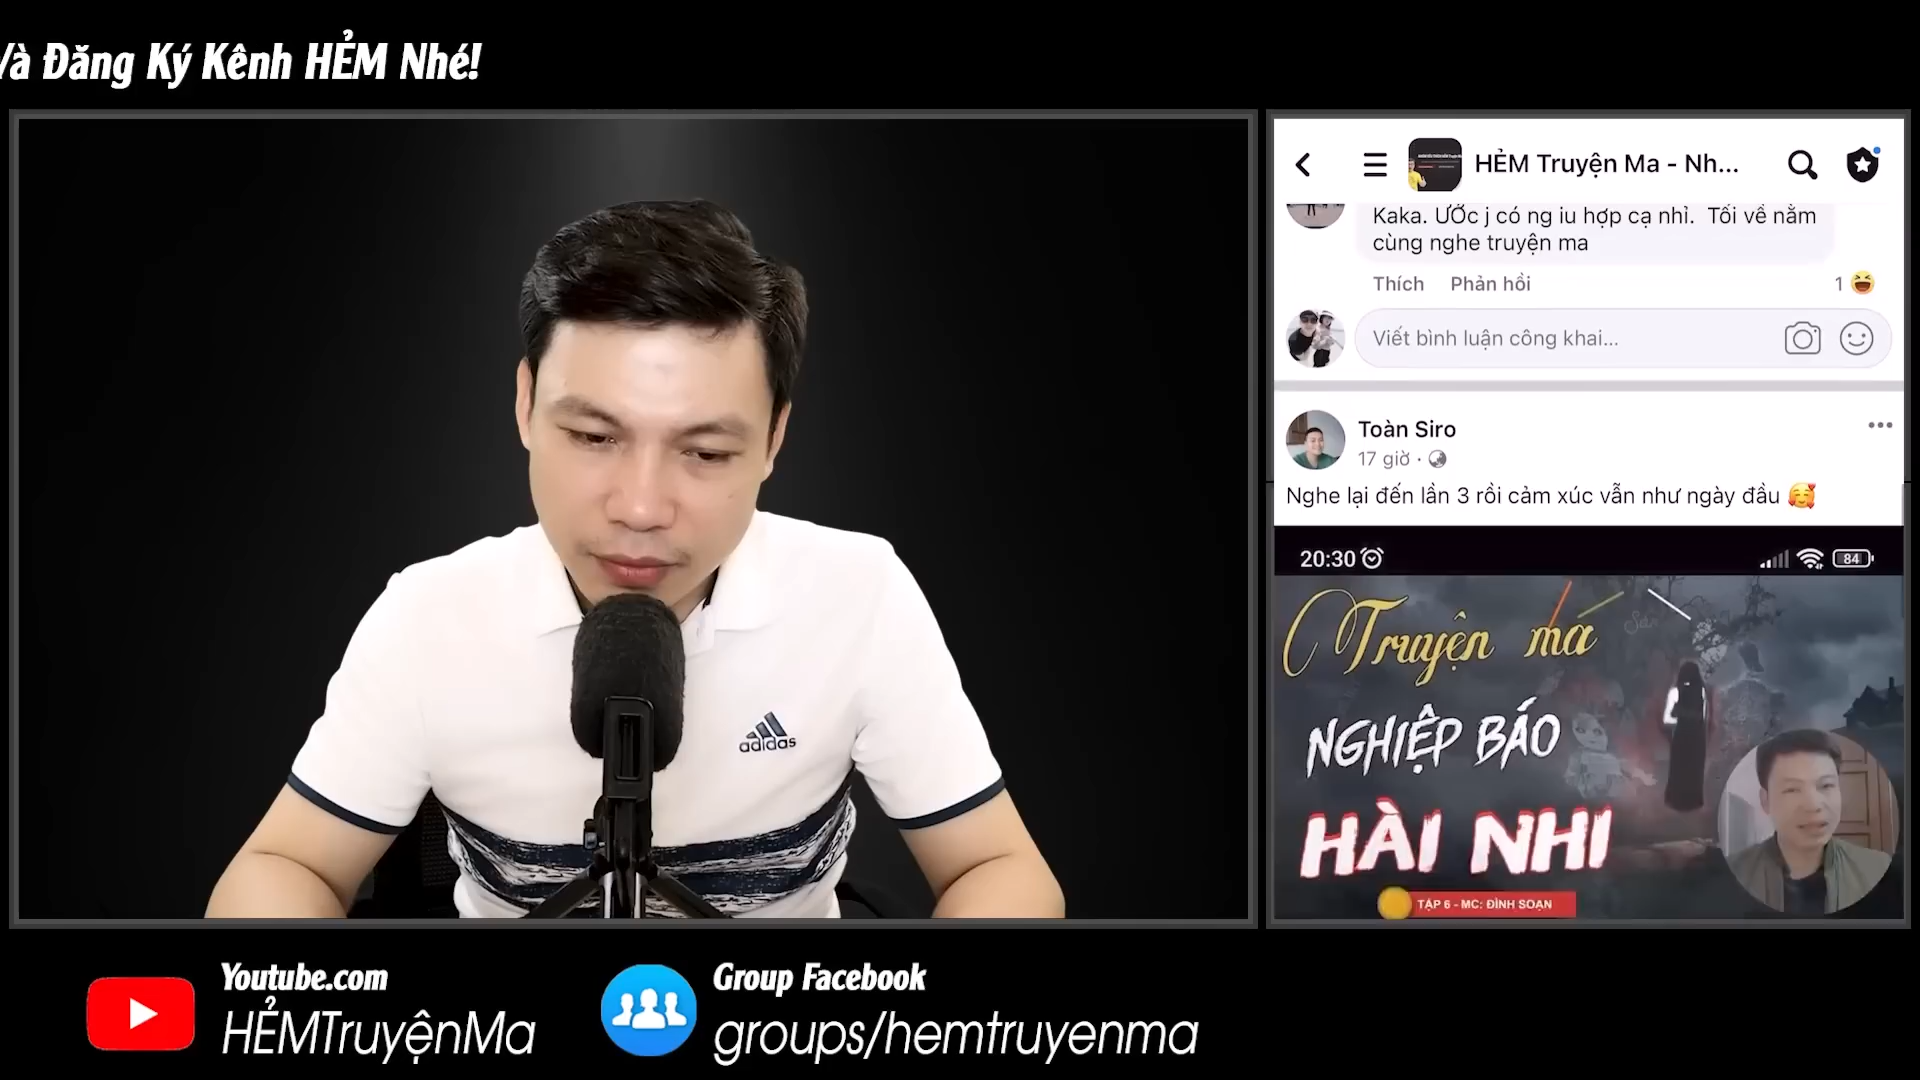 Và Đăng Ký Kênh HẺM Nhé!
HẺM Truyện Ma - Nh...
Kaka. ƯỚc j có ng iu hợp cạ nhỉ. Tối về nằm
cùng nghe truyện ma
Thích Phản hồi 1
Viết bình luận công khai...
Toàn Siro
17 giờ ·
Nghe lại đến lần 3 rồi cảm xúc vẫn như ngày đầu
20:30 84
Truyện ma
NGHIỆP BÁO
HÀI NHI
TẬP 6 - MC: ĐÌNH SOẠN
adidas
Youtube.com
HẺMTruyệnMa
Group Facebook
groups/hemtruyenma